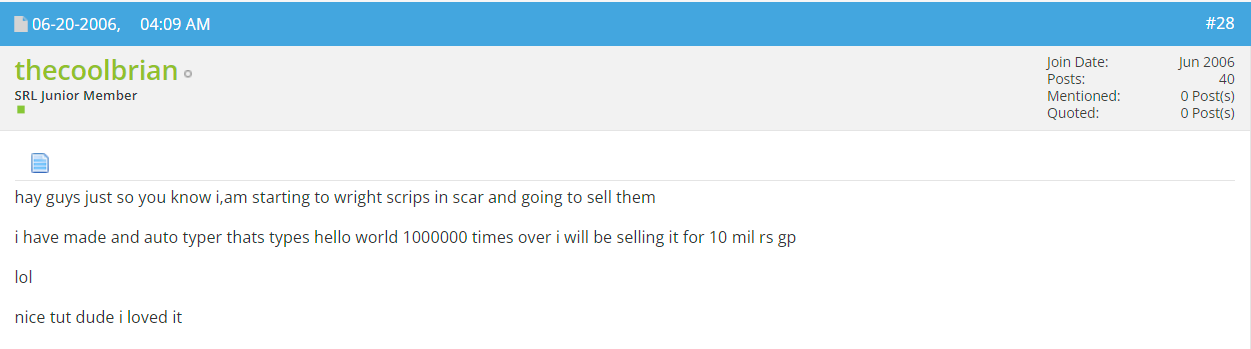 06-20-2006, 04:09 AM #28
thecoolbrian
SRL Junior Member
Join Date: Jun 2006
Posts: 40
Mentioned: 0 Post(s)
Quoted: 0 Post(s)
hay guys just so you know i,am starting to wright scrips in scar and going to sell them
i have made and auto typer thats types hello world 1000000 times over i will be selling it for 10 mil rs gp
lol
nice tut dude i loved it